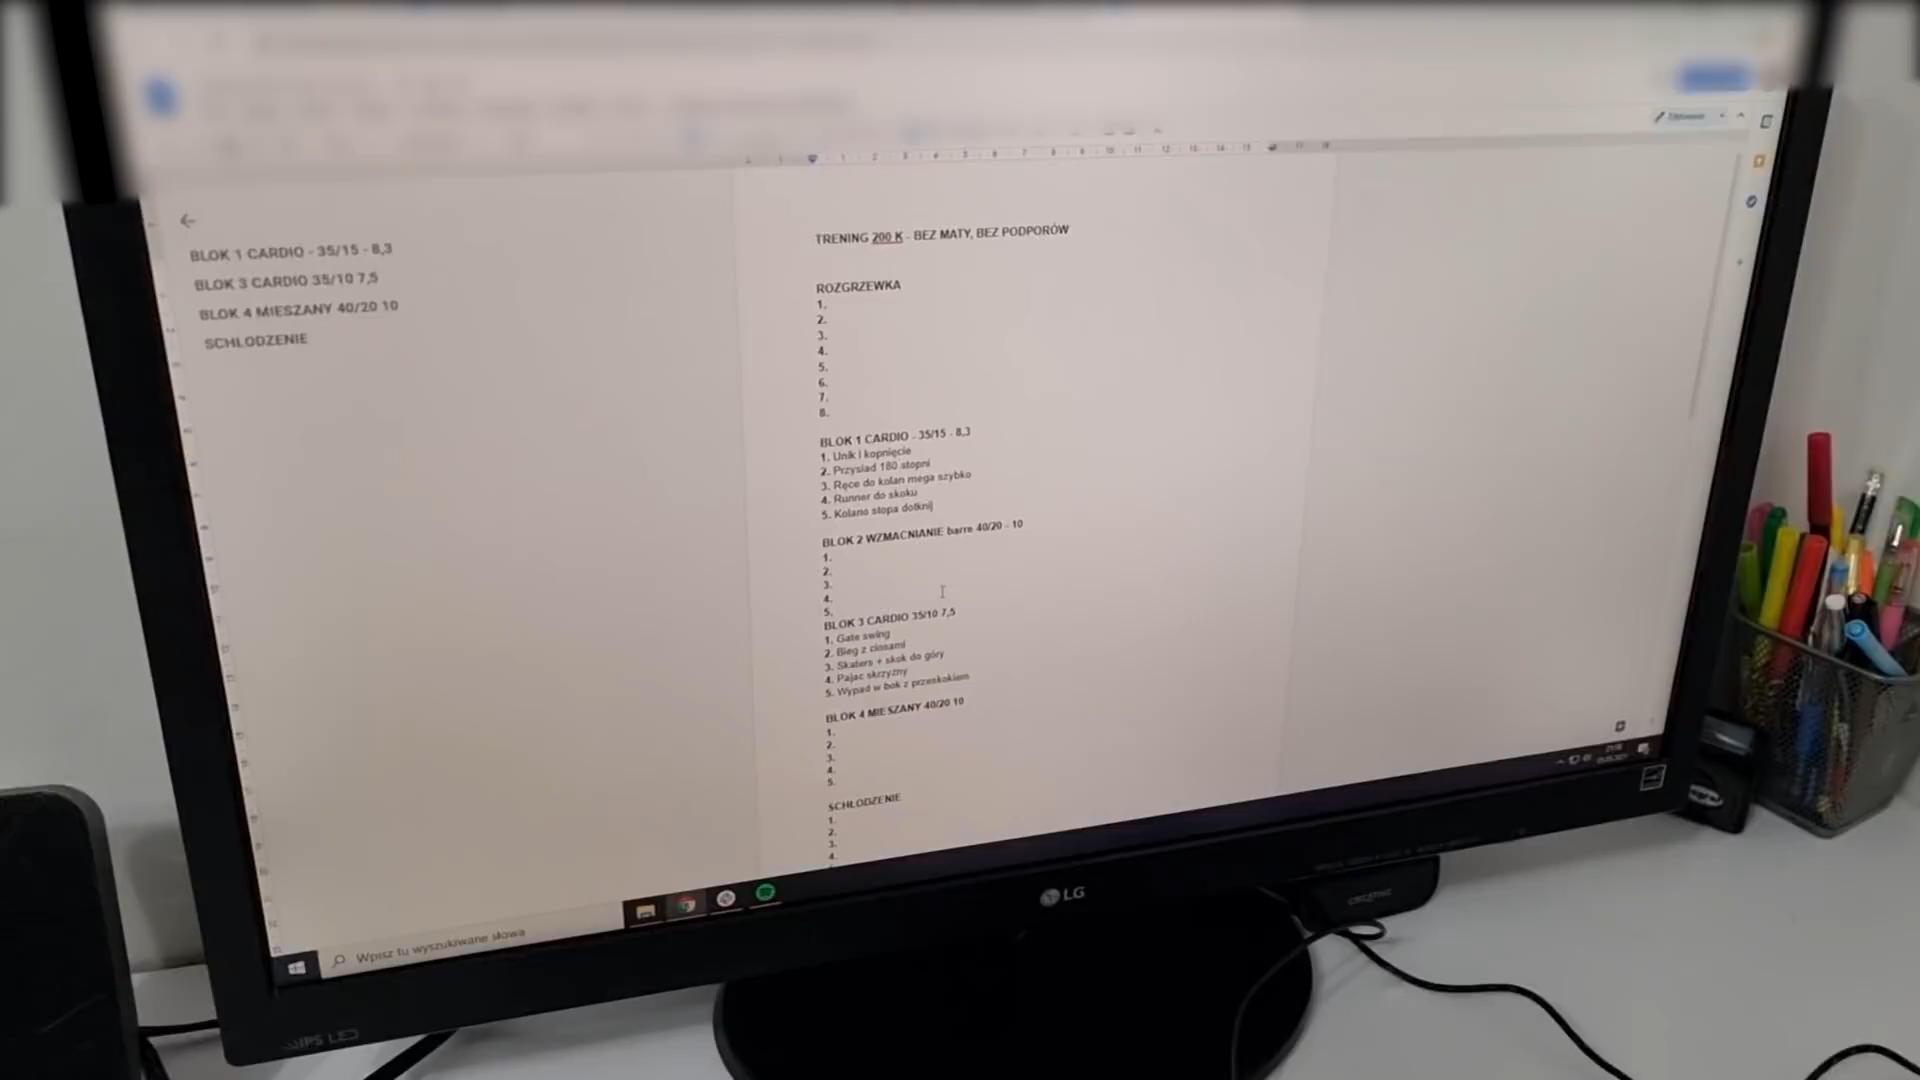 BLOK 1 CARDIO - 35/15 - 8,3
BLOK 3 CARDIO 35/10 7,5
BLOK 4 MIESZANY 40/20 10
SCHŁODZENIE
TRENING 200 K - BEZ MATY, BEZ PODPORÓW
ROZGRZEWKA
1.
2.
3.
4.
5.
6.
7.
8.
BLOK 1 CARDIO - 35/15 - 8,3
1. Unik i kopnięcie
2. Przysiad 180 stopni
3. Ręce do kolan mega szybko
4. Runner do skoku
5. Kolano stopa dotknij
BLOK 2 WZMACNIANIE barre 40/20 - 10
1.
2.
3.
4.
5.
BLOK 3 CARDIO 35/10 7,5
1. Gate swing
2. Bieg z ciosami
3. Skaters + skok do góry
4. Pajac skrzyżny
5. Wypad w bok z przeskokiem
BLOK 4 MIESZANY 40/20 10
1.
2.
3.
4.
5.
SCHŁODZENIE
1.
2.
3.
4.
Wpisz tu wyszukiwane słowa
LG
IPS LED
CREATIVE